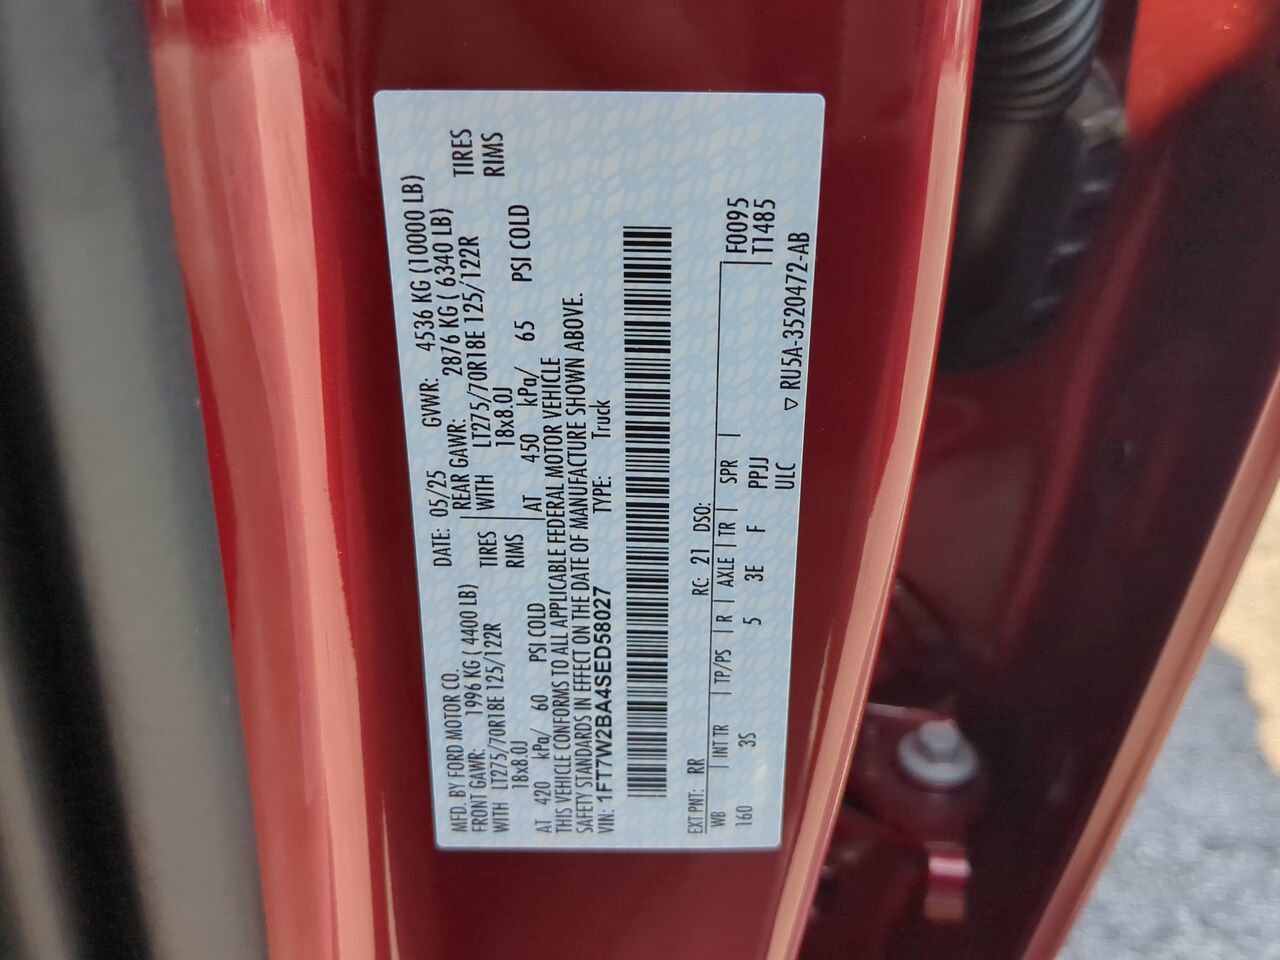 MFD. BY FORD MOTOR CO.
DATE: 05/25 GVWR: 4536 KG (10000 LB)
FRONT GAWR: 1996 KG ( 4400 LB) REAR GAWR: 2876 KG ( 6340 LB)
WITH LT275/70R18E 125/122R TIRES WITH LT275/70R18E 125/122R TIRES
18x8.0J RIMS 18x8.0J RIMS
AT 420 kPa/ 60 PSI COLD AT 450 kPa/ 65 PSI COLD
THIS VEHICLE CONFORMS TO ALL APPLICABLE FEDERAL MOTOR VEHICLE
SAFETY STANDARDS IN EFFECT ON THE DATE OF MANUFACTURE SHOWN ABOVE.
VIN: 1FT7W2BA4SED58027 TYPE: Truck
EXT PNT: RR RC: 21 DSO:
WB INT TR TP/PS R AXLE TR SPR F0095
160 3S 5 3E F PPJJ T1485
ULC
▽ RU5A-3520472-AB